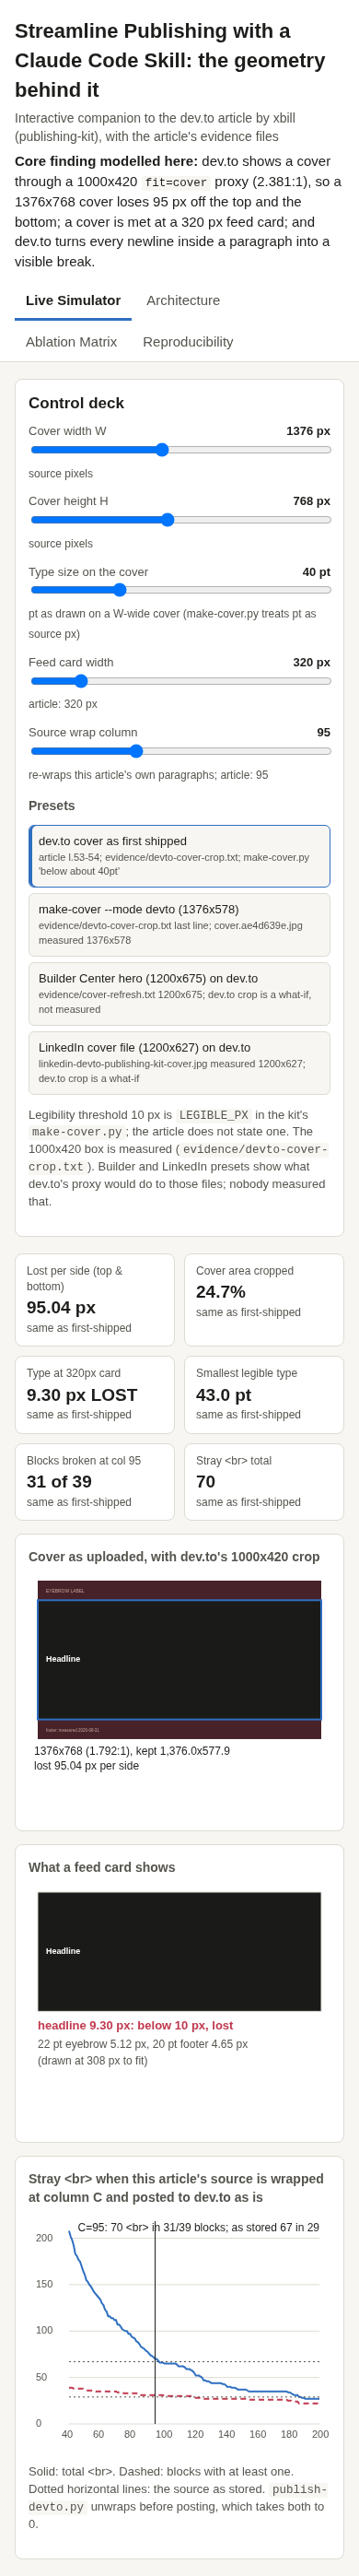 Streamline Publishing with a
Claude Code Skill: the geometry
behind it
Interactive companion to the dev.to article by xbill
(publishing-kit), with the article's evidence files
Core finding modelled here: dev.to shows a cover
through a 1000x420 fit=cover proxy (2.381:1), so a
1376x768 cover loses 95 px off the top and the
bottom; a cover is met at a 320 px feed card; and
dev.to turns every newline inside a paragraph into a
visible break.
Live Simulator
Architecture
Ablation Matrix
Reproducibility
Control deck
Cover width W
1376 px
source pixels
Cover height H
768 px
source pixels
Type size on the cover
40 pt
pt as drawn on a W-wide cover (make-cover.py treats pt as
source px)
Feed card width
320 px
article: 320 px
Source wrap column
95
re-wraps this article's own paragraphs; article: 95
Presets
dev.to cover as first shipped
article l.53-54; evidence/devto-cover-crop.txt; make-cover.py
'below about 40pt'
make-cover --mode devto (1376x578)
evidence/devto-cover-crop.txt last line; cover.ae4d639e.jpg
measured 1376x578
Builder Center hero (1200x675) on dev.to
evidence/cover-refresh.txt 1200x675; dev.to crop is a what-if,
not measured
LinkedIn cover file (1200x627) on dev.to
linkedin-devto-publishing-kit-cover.jpg measured 1200x627;
dev.to crop is a what-if
Legibility threshold 10 px is LEGIBLE_PX in the kit's
make-cover.py; the article does not state one. The
1000x420 box is measured (evidence/devto-cover-
crop.txt). Builder and LinkedIn presets show what
dev.to's proxy would do to those files; nobody measured
that.
Lost per side (top &
bottom)
95.04 px
same as first-shipped
Cover area cropped
24.7%
same as first-shipped
Type at 320px card
9.30 px LOST
same as first-shipped
Smallest legible type
43.0 pt
same as first-shipped
Blocks broken at col 95
31 of 39
same as first-shipped
Stray <br> total
70
same as first-shipped
Cover as uploaded, with dev.to's 1000x420 crop
EYEBROW LABEL
Headline
1376x768 (1.792:1), kept 1,376.0x577.9
lost 95.04 px per side
What a feed card shows
Headline
headline 9.30 px: below 10 px, lost
22 pt eyebrow 5.12 px, 20 pt footer 4.65 px
(drawn at 308 px to fit)
Stray <br> when this article's source is wrapped
at column C and posted to dev.to as is
C=95: 70 <br> in 31/39 blocks; as stored 67 in 29
200
150
100
50
0
40 60 80 100 120 140 160 180 200
Solid: total <br>. Dashed: blocks with at least one.
Dotted horizontal lines: the source as stored. publish-
devto.py unwraps before posting, which takes both to
0.